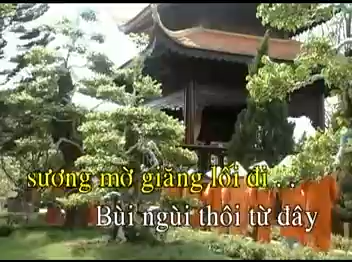 sương mờ giăng lối đi . .
Bùi ngùi thôi từ đây